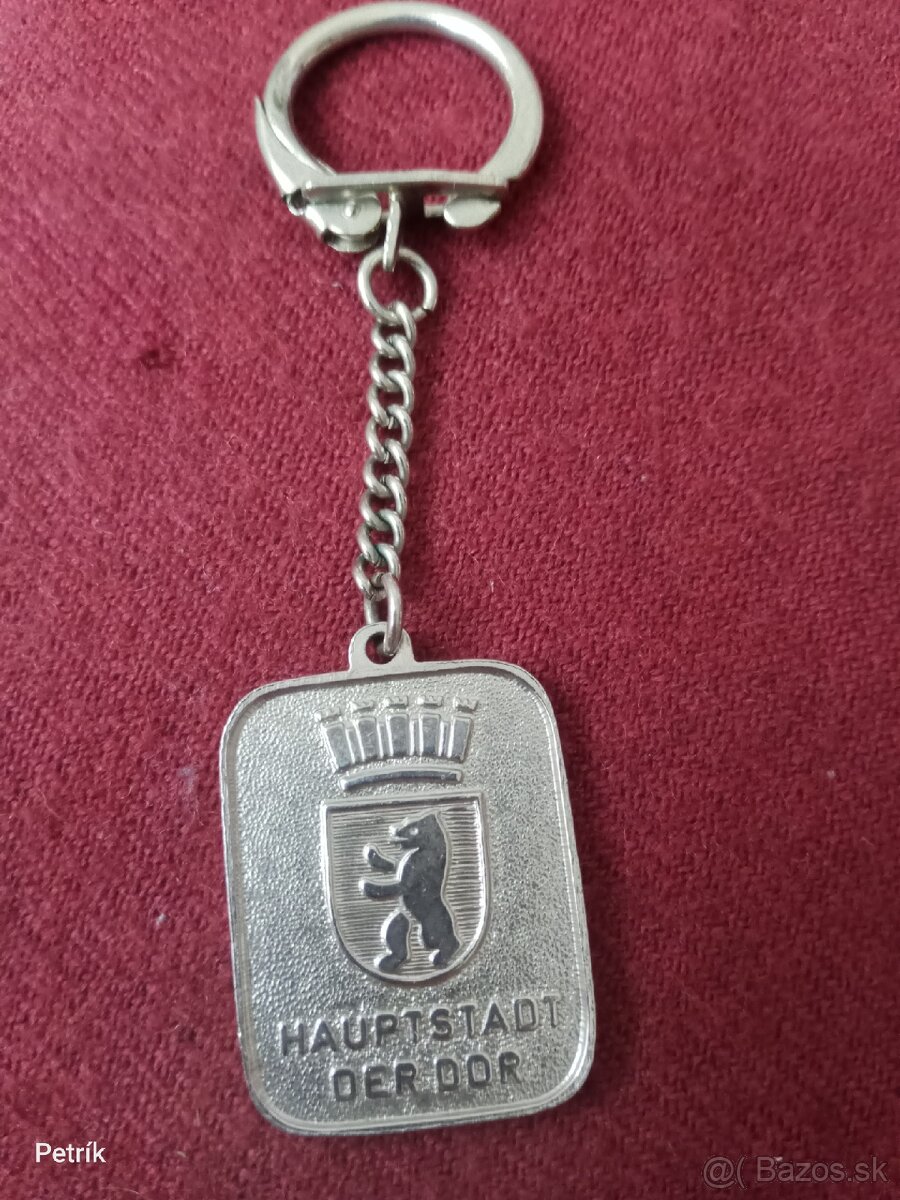 HAUPTSTADT
DER DDR
Petrík
@( Bazos.sk